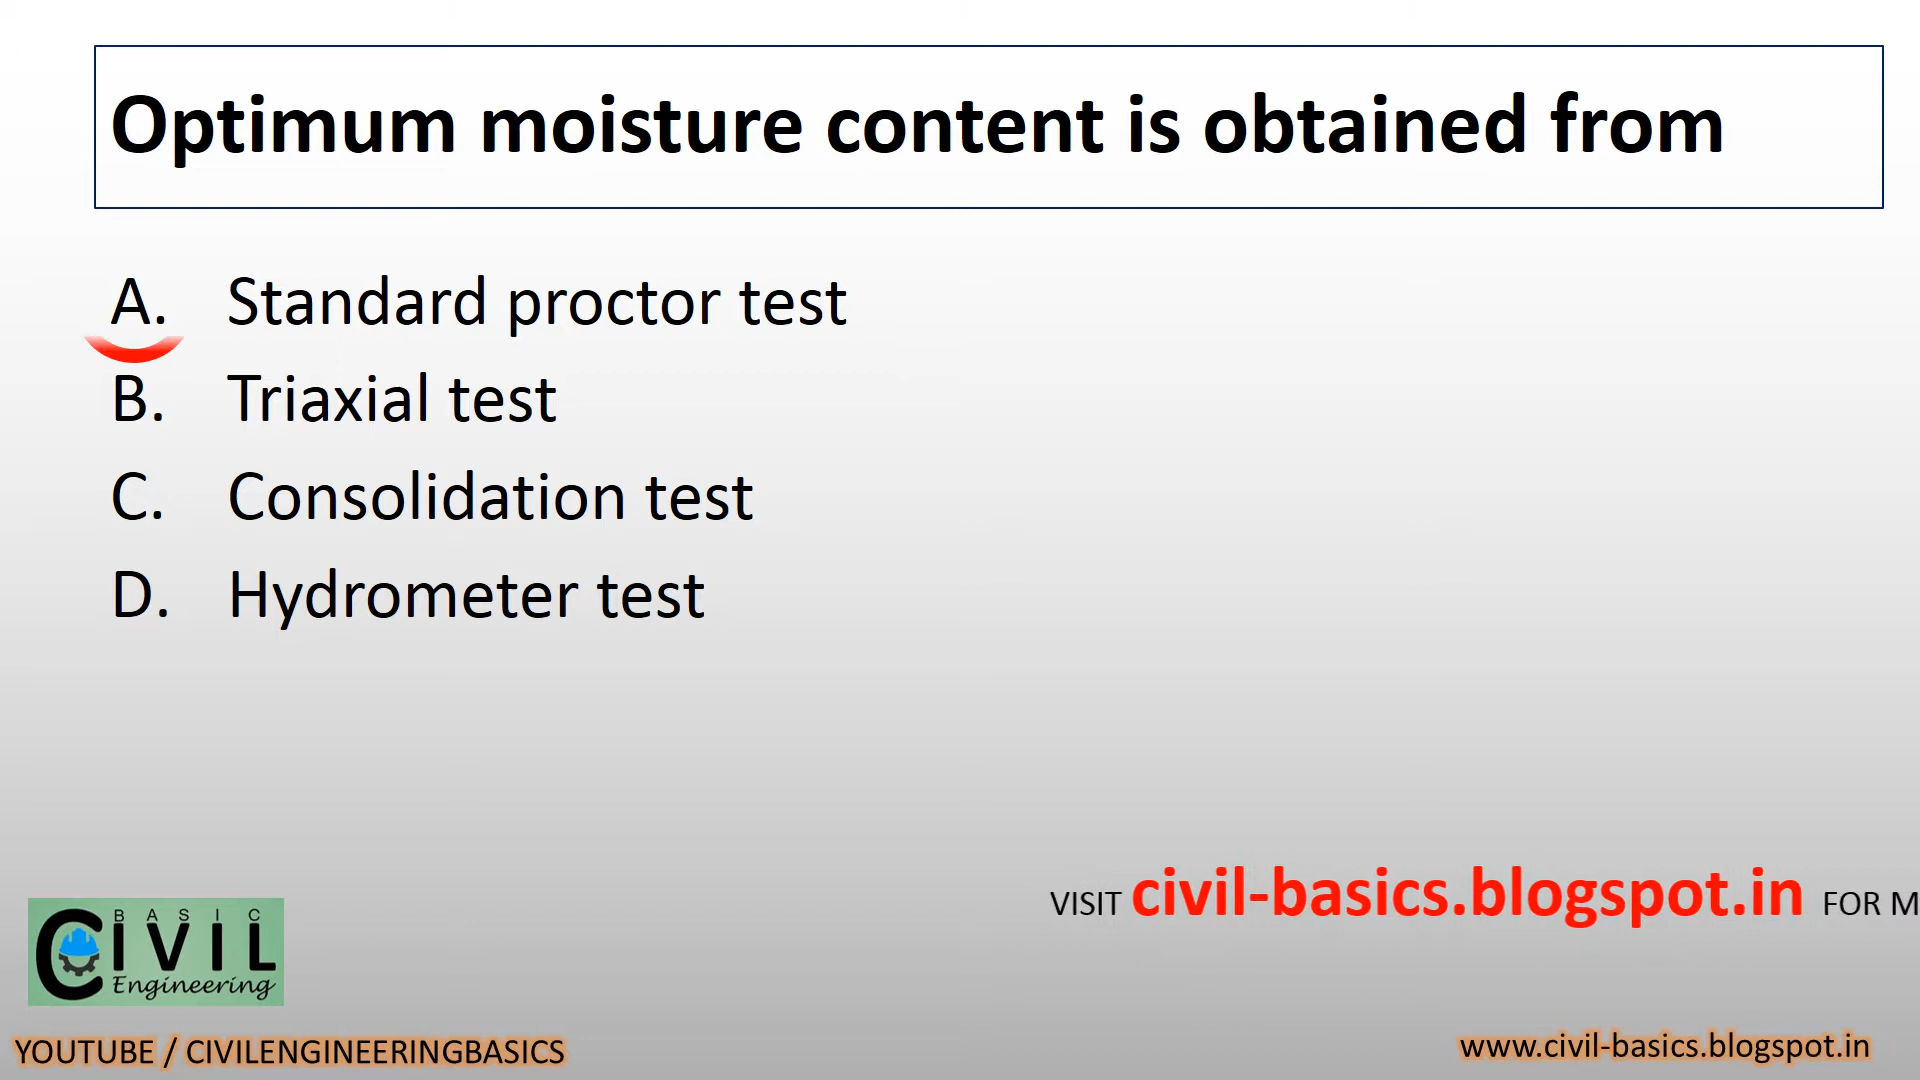 Optimum moisture content is obtained from
A. Standard proctor test
B. Triaxial test
C. Consolidation test
D. Hydrometer test
VISIT civil-basics.blogspot.in FOR M
BASIC
CIVIL
Engineering
YOUTUBE / CIVILENGINEERINGBASICS
www.civil-basics.blogspot.in